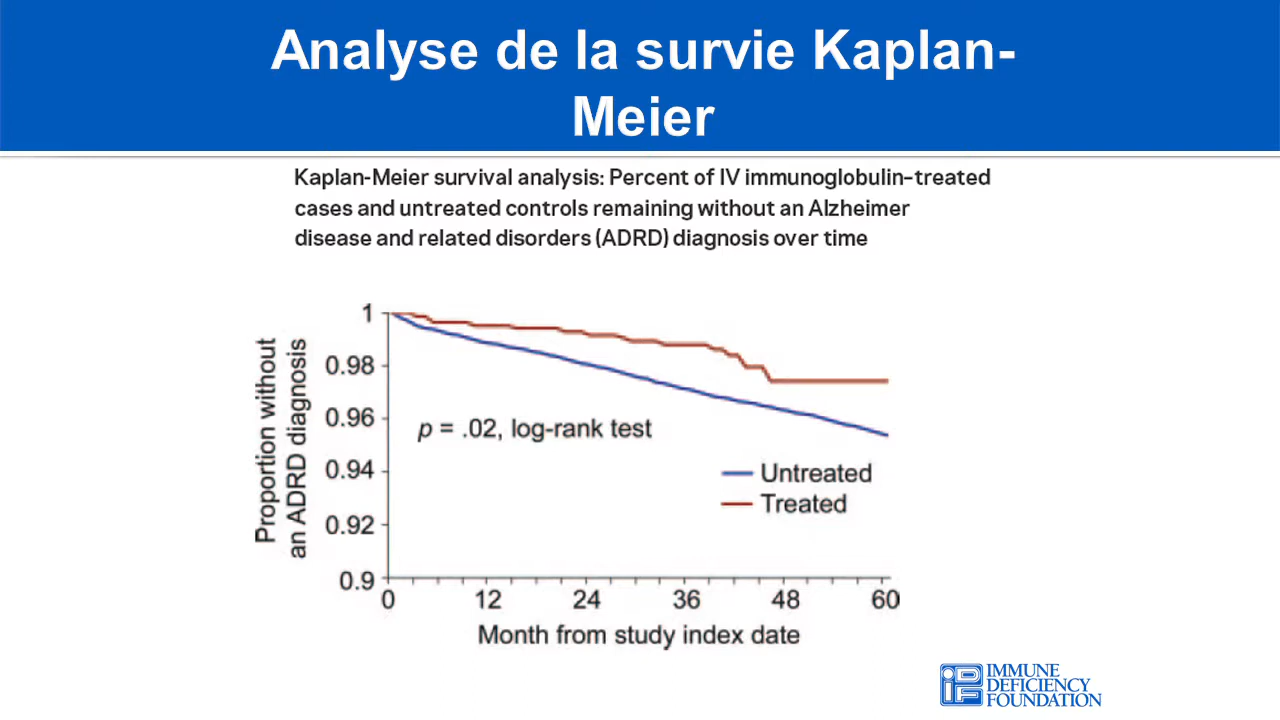 Analyse de la survie Kaplan-
Meier
Kaplan-Meier survival analysis: Percent of IV immunoglobulin–treated
cases and untreated controls remaining without an Alzheimer
disease and related disorders (ADRD) diagnosis over time
Proportion without
an ADRD diagnosis
1
0.98
0.96
0.94
0.92
0.9
p = .02, log-rank test
Untreated
Treated
0 12 24 36 48 60
Month from study index date
IDF
IMMUNE
DEFICIENCY
FOUNDATION